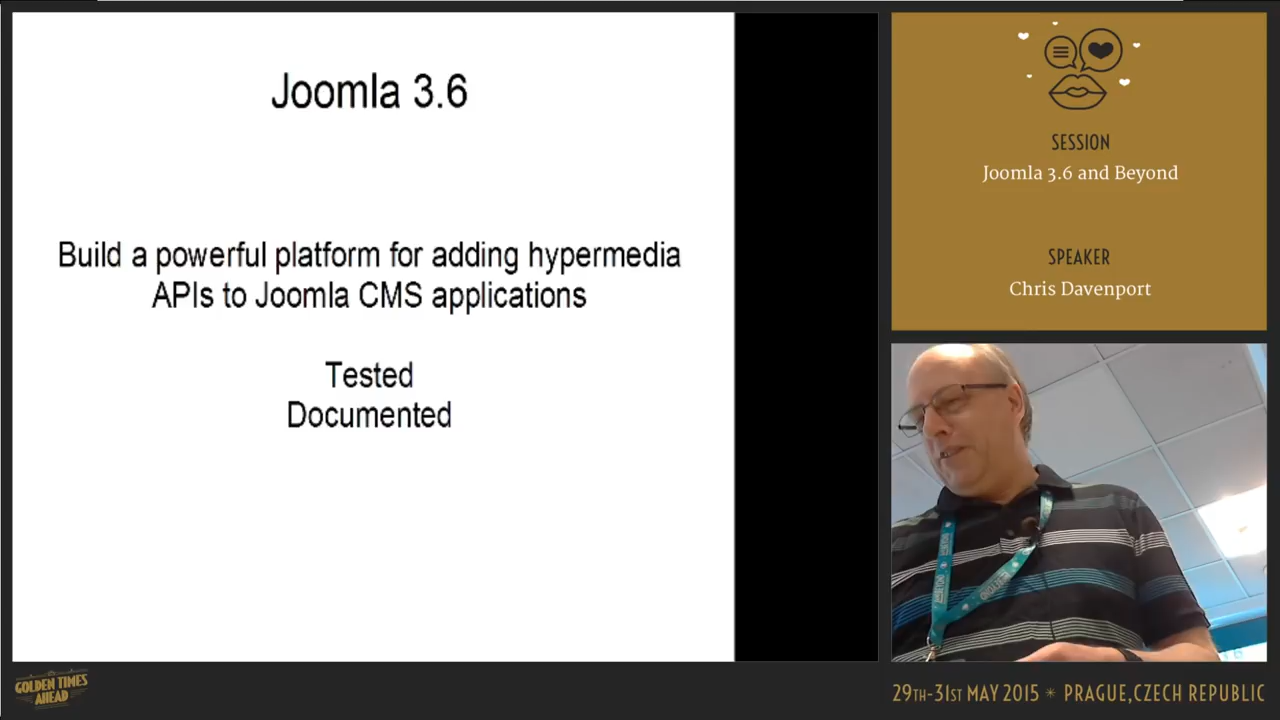 Joomla 3.6
Build a powerful platform for adding hypermedia
APIs to Joomla CMS applications
Tested
Documented
SESSION
Joomla 3.6 and Beyond
SPEAKER
Chris Davenport
GOLDEN TIMES
AHEAD
29TH-31ST MAY 2015 * PRAGUE, CZECH REPUBLIC